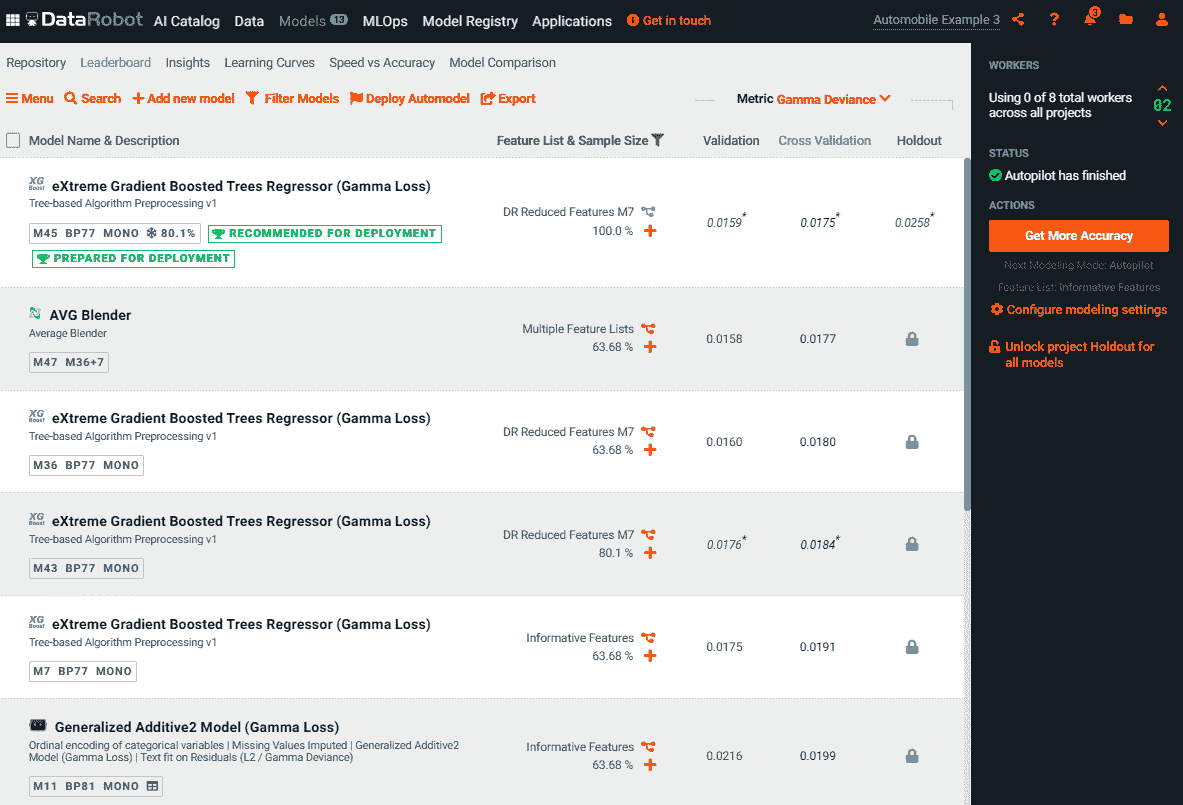 DataRobot AI Catalog Data Models 13 MLOps Model Registry Applications Get in touch Automobile Example 3 ? 3
Repository Leaderboard Insights Learning Curves Speed vs Accuracy Model Comparison
Menu Search Add new model Filter Models Deploy Automodel Export Metric Gamma Deviance
Model Name & Description Feature List & Sample Size Validation Cross Validation Holdout
XG Boost eXtreme Gradient Boosted Trees Regressor (Gamma Loss)
Tree-based Algorithm Preprocessing v1
DR Reduced Features M7
100.0 %
0.0159* 0.0175* 0.0258*
M45 BP77 MONO 80.1% RECOMMENDED FOR DEPLOYMENT
PREPARED FOR DEPLOYMENT
AVG Blender
Average Blender
Multiple Feature Lists
63.68 %
0.0158 0.0177
M47 M36+7
XG Boost eXtreme Gradient Boosted Trees Regressor (Gamma Loss)
Tree-based Algorithm Preprocessing v1
DR Reduced Features M7
63.68 %
0.0160 0.0180
M36 BP77 MONO
XG Boost eXtreme Gradient Boosted Trees Regressor (Gamma Loss)
Tree-based Algorithm Preprocessing v1
DR Reduced Features M7
80.1 %
0.0176* 0.0184*
M43 BP77 MONO
XG Boost eXtreme Gradient Boosted Trees Regressor (Gamma Loss)
Tree-based Algorithm Preprocessing v1
Informative Features
63.68 %
0.0175 0.0191
M7 BP77 MONO
Generalized Additive2 Model (Gamma Loss)
Ordinal encoding of categorical variables | Missing Values Imputed | Generalized Additive2
Model (Gamma Loss) | Text fit on Residuals (L2 / Gamma Deviance)
Informative Features
63.68 %
0.0216 0.0199
M11 BP81 MONO
WORKERS
Using 0 of 8 total workers
across all projects
02
STATUS
Autopilot has finished
ACTIONS
Get More Accuracy
Next Modeling Mode: Autopilot
Feature List: Informative Features
Configure modeling settings
Unlock project Holdout for
all models